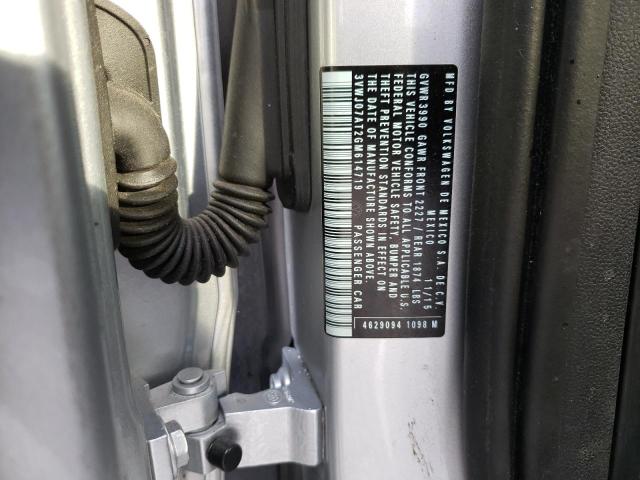 MFD BY VOLKSWAGEN DE MEXICO S.A. DE C.V
MEXICO 11/15
GVWR 3990 GAWR FRONT 2227 / REAR 1874 LBS
THIS VEHICLE CONFORMS TO ALL APPLICABLE U.S.
FEDERAL MOTOR VEHICLE SAFETY, BUMPER AND
THEFT PREVENTION STANDARDS IN EFFECT ON
THE DATE OF MANUFACTURE SHOWN ABOVE.
3VWJ07AT2GM614719 PASSENGER CAR
4629094 1098 M